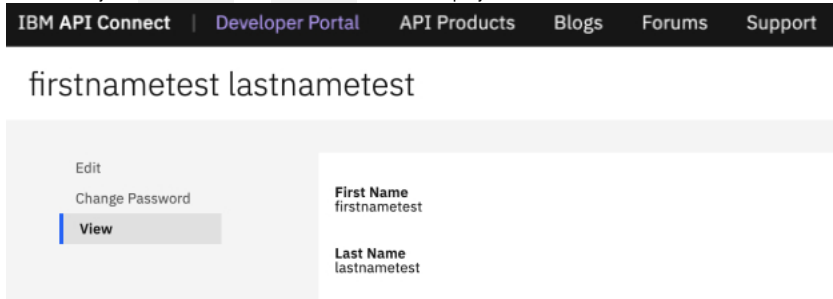 IBM API Connect | Developer Portal API Products Blogs Forums Support
firstnametest lastnametest
Edit
Change Password
View
First Name
firstnametest
Last Name
lastnametest